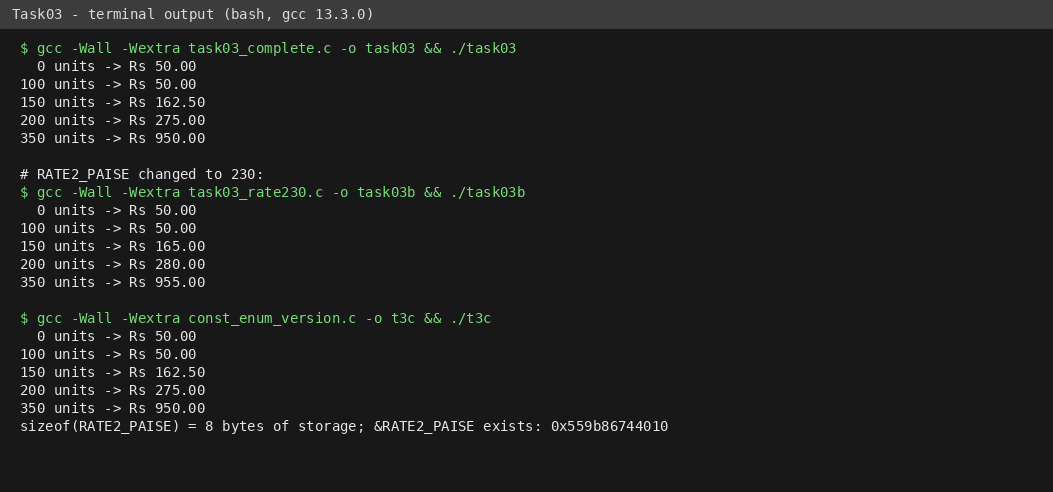 Task03 - terminal output (bash, gcc 13.3.0)
$ gcc -Wall -Wextra task03_complete.c -o task03 && ./task03
  0 units -> Rs 50.00
100 units -> Rs 50.00
150 units -> Rs 162.50
200 units -> Rs 275.00
350 units -> Rs 950.00
# RATE2_PAISE changed to 230:
$ gcc -Wall -Wextra task03_rate230.c -o task03b && ./task03b
  0 units -> Rs 50.00
100 units -> Rs 50.00
150 units -> Rs 165.00
200 units -> Rs 280.00
350 units -> Rs 955.00
$ gcc -Wall -Wextra const_enum_version.c -o t3c && ./t3c
  0 units -> Rs 50.00
100 units -> Rs 50.00
150 units -> Rs 162.50
200 units -> Rs 275.00
350 units -> Rs 950.00
sizeof(RATE2_PAISE) = 8 bytes of storage; &RATE2_PAISE exists: 0x559b86744010